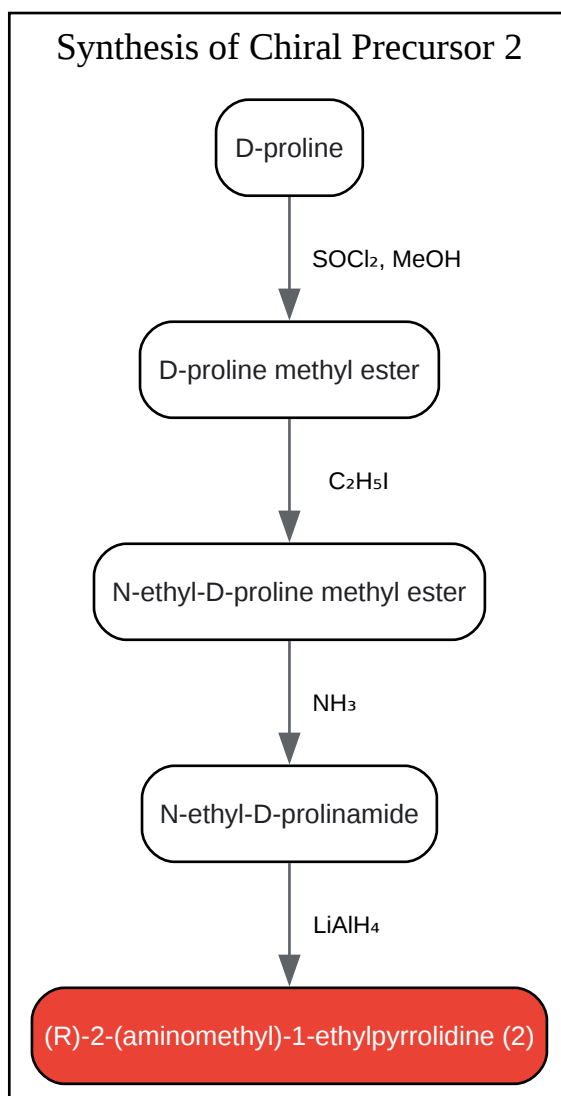 Synthesis of Chiral Precursor 2
D-proline
SOCl₂, MeOH
D-proline methyl ester
C₂H₅I
N-ethyl-D-proline methyl ester
NH₃
N-ethyl-D-prolinamide
LiAlH₄
(R)-2-(aminomethyl)-1-ethylpyrrolidine (2)